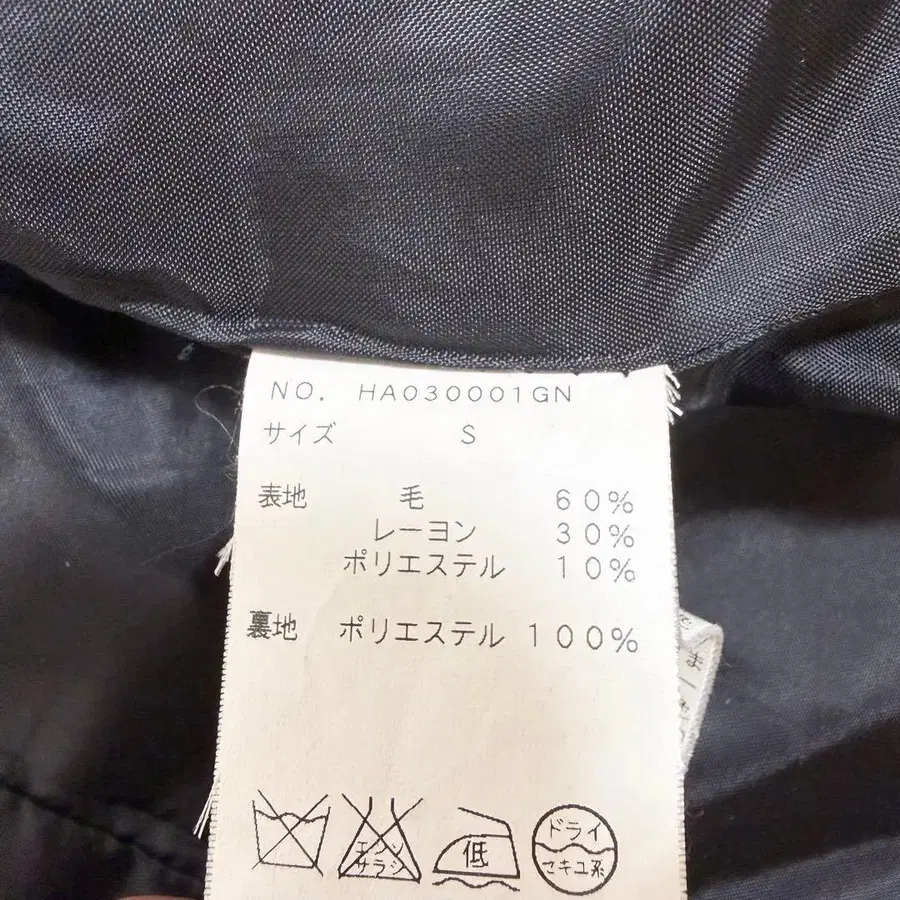 NO. HA030001GN
サイズ S
表地 毛 60%
レーヨン 30%
ポリエステル 10%
裏地 ポリエステル 100%
エンソ
サラシ
低
ドライ
セキユ系